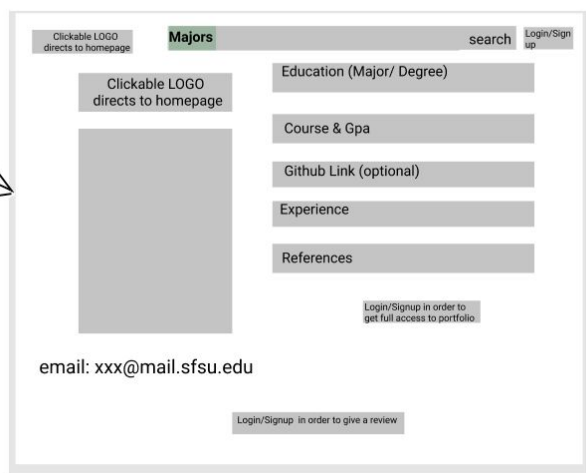 Clickable LOGO
directs to homepage
Majors
search
Login/Sign
up
Clickable LOGO
directs to homepage
Education (Major/ Degree)
Course & Gpa
Github Link (optional)
Experience
References
Login/Signup in order to
get full access to portfolio
email: xxx@mail.sfsu.edu
Login/Signup in order to give a review